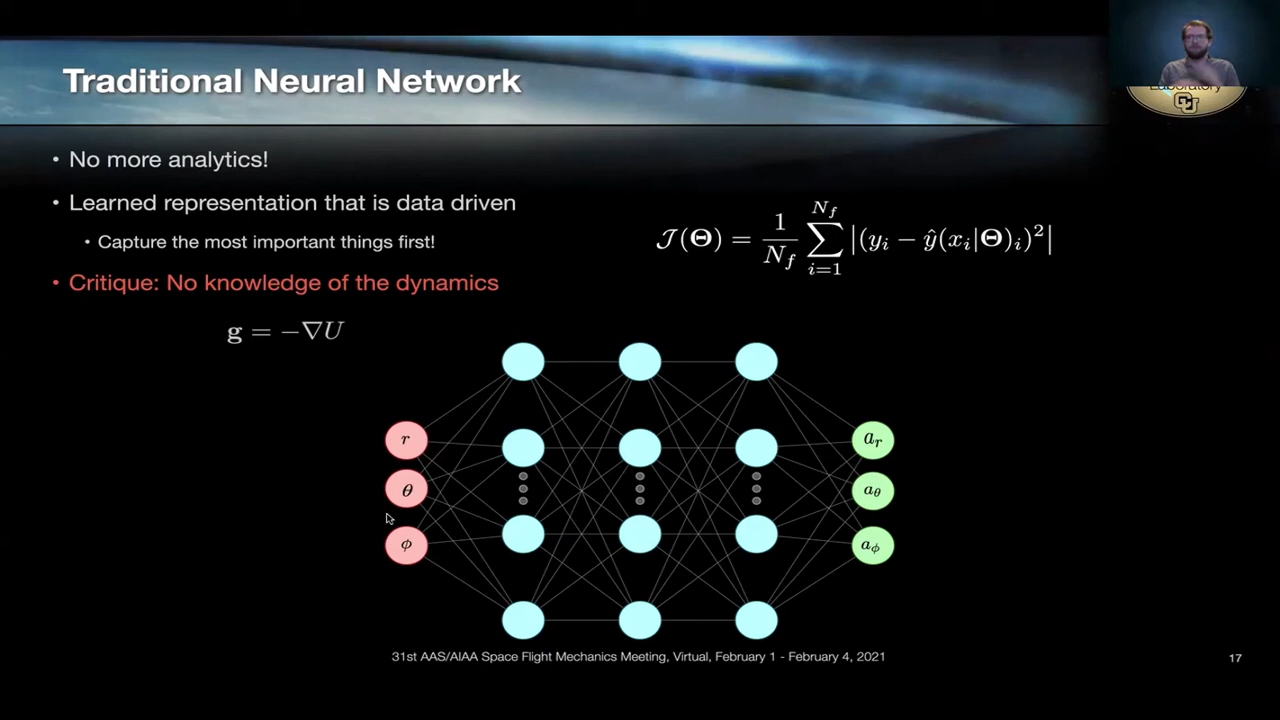 Traditional Neural Network
Laboratory
• No more analytics!
• Learned representation that is data driven
• Capture the most important things first!
• Critique: No knowledge of the dynamics
g = −∇U
𝒥(Θ) = 1/N_f ∑_{i=1}^{N_f} |(y_i − ŷ(x_i|Θ)_i)²|
r
θ
ϕ
a_r
a_θ
a_ϕ
31st AAS/AIAA Space Flight Mechanics Meeting, Virtual, February 1 - February 4, 2021
17